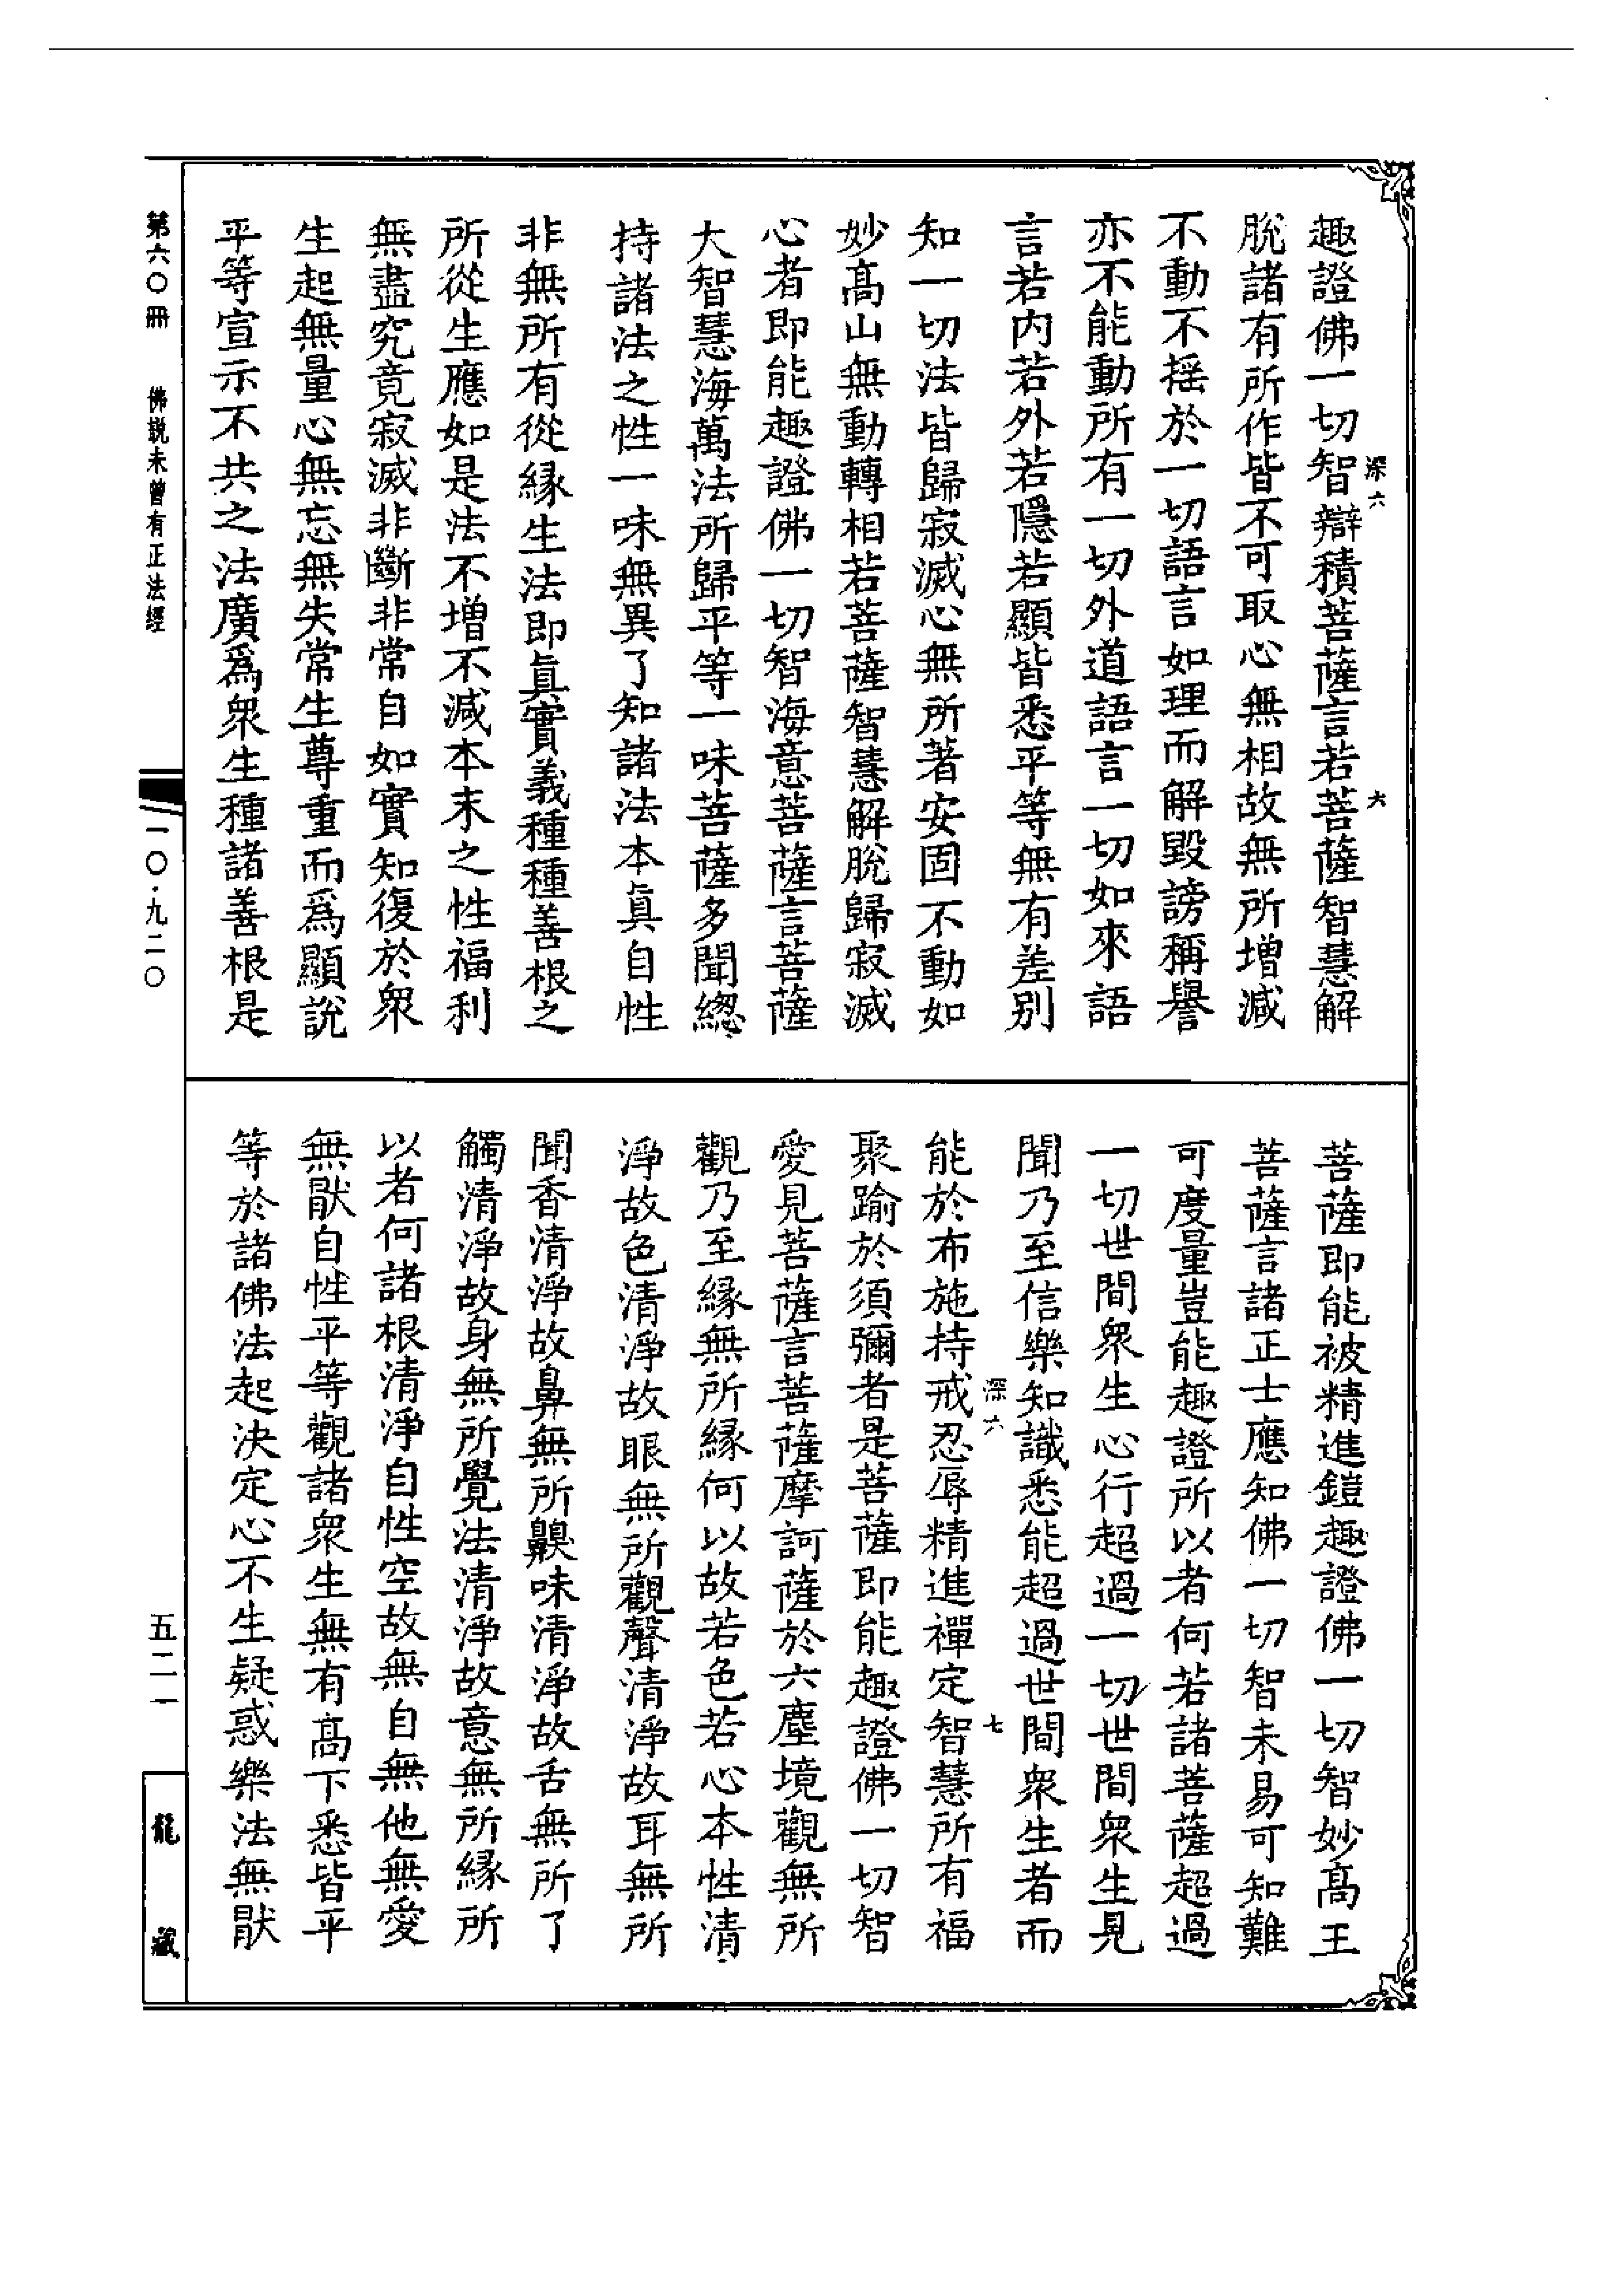 趣證佛一切智辯積菩薩言若菩薩智慧解
脫諸有所作皆不可取心無相故無所增減
不動不揺於一切語言如理而解毀謗稱譽
亦不能動所有一切外道語言一切如來語
言若内若外若隱若顯皆悉平等無有差别
知一切法皆歸寂滅心無所著安固不動如
妙髙山無動轉相若菩薩智慧解脫歸寂滅
心者即能趣證佛一切智海意菩薩言菩薩
大智慧海萬法所歸平等一味菩薩多聞緫
持諸法之性一味無異了知諸法本真自性
非無所有從縁生法即真實義種種善根之
所從生應如是法不增不減本末之性福利
無盡究竟寂滅非斷非常自如實知復於衆
生起無量心無忘無失常生尊重而爲顯說
平等宣示不共之法廣爲衆生種諸善根是
深六
六
菩薩即能被精進鎧趣證佛一切智妙髙王
菩薩言諸正士應知佛一切智未易可知難
可度量豈能趣證所以者何若諸菩薩超過
一切世間衆生心行超過一切世間衆生見
聞乃至信樂知識悉能超過世間衆生者而
能於布施持戒忍辱精進禪定智慧所有福
聚踰於須彌者是菩薩即能趣證佛一切智
愛見菩薩言菩薩摩訶薩於六塵境觀無所
觀乃至縁無所縁何以故若色若心本性清
淨故色清淨故眼無所觀聲清淨故耳無所
聞香清淨故鼻無所齅味清淨故舌無所了
觸清淨故身無所覺法清淨故意無所縁所
以者何諸根清淨自性空故無自無他無愛
無猒自性平等觀諸衆生無有髙下悉皆平
等於諸佛法起決定心不生疑惑樂法無猒
深六
七
第六〇冊 佛説未曾有正法經
一〇·九二〇
五二一
龍藏